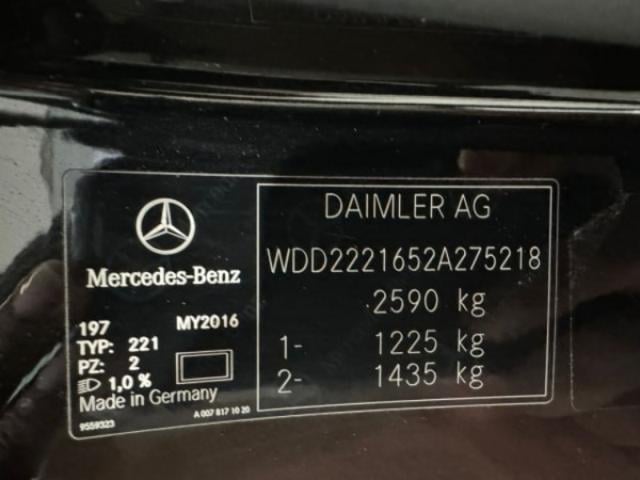 Mercedes-Benz
197 MY2016
TYP: 221
PZ: 2
1,0 %
Made in Germany
9559323 A 007 817 10 20
DAIMLER AG
WDD2221652A275218
2590 kg
1- 1225 kg
2- 1435 kg